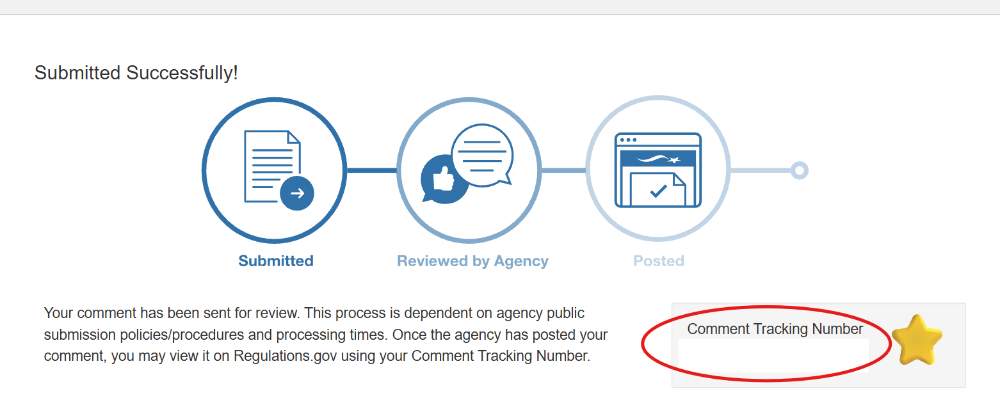 Submitted Successfully!
Submitted
Reviewed by Agency
Posted
Your comment has been sent for review. This process is dependent on agency public
submission policies/procedures and processing times. Once the agency has posted your
comment, you may view it on Regulations.gov using your Comment Tracking Number.
Comment Tracking Number